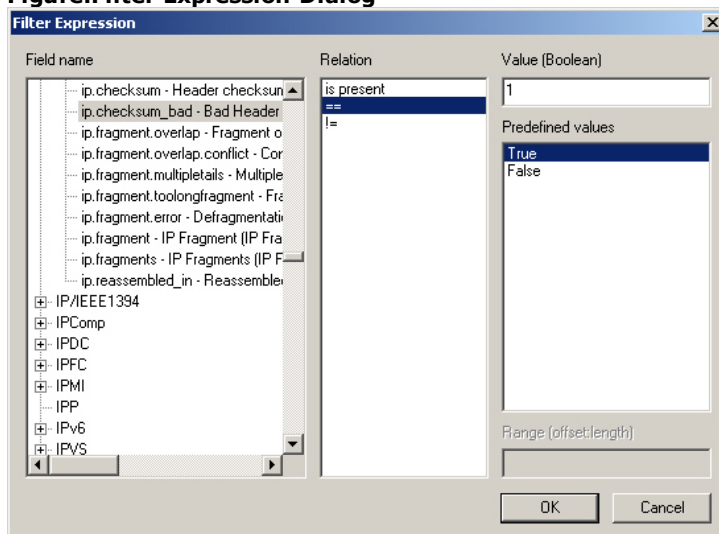 Filter Expression
Field name
ip.checksum - Header checksun
ip.checksum_bad - Bad Header
ip.fragment.overlap - Fragment o
ip.fragment.overlap.conflict - Cor
ip.fragment.multipletails - Multiple
ip.fragment.toolongfragment - Fra
ip.fragment.error - Defragmentati
ip.fragment - IP Fragment (IP Fra
ip.fragments - IP Fragments (IP F
ip.reassembled_in - Reassemble
IP/IEEE1394
IPComp
IPDC
IPFC
IPMI
IPP
IPv6
IPVS
Relation
is present
==
!=
Value (Boolean)
1
Predefined values
True
False
Range (offset:length)
OK
Cancel